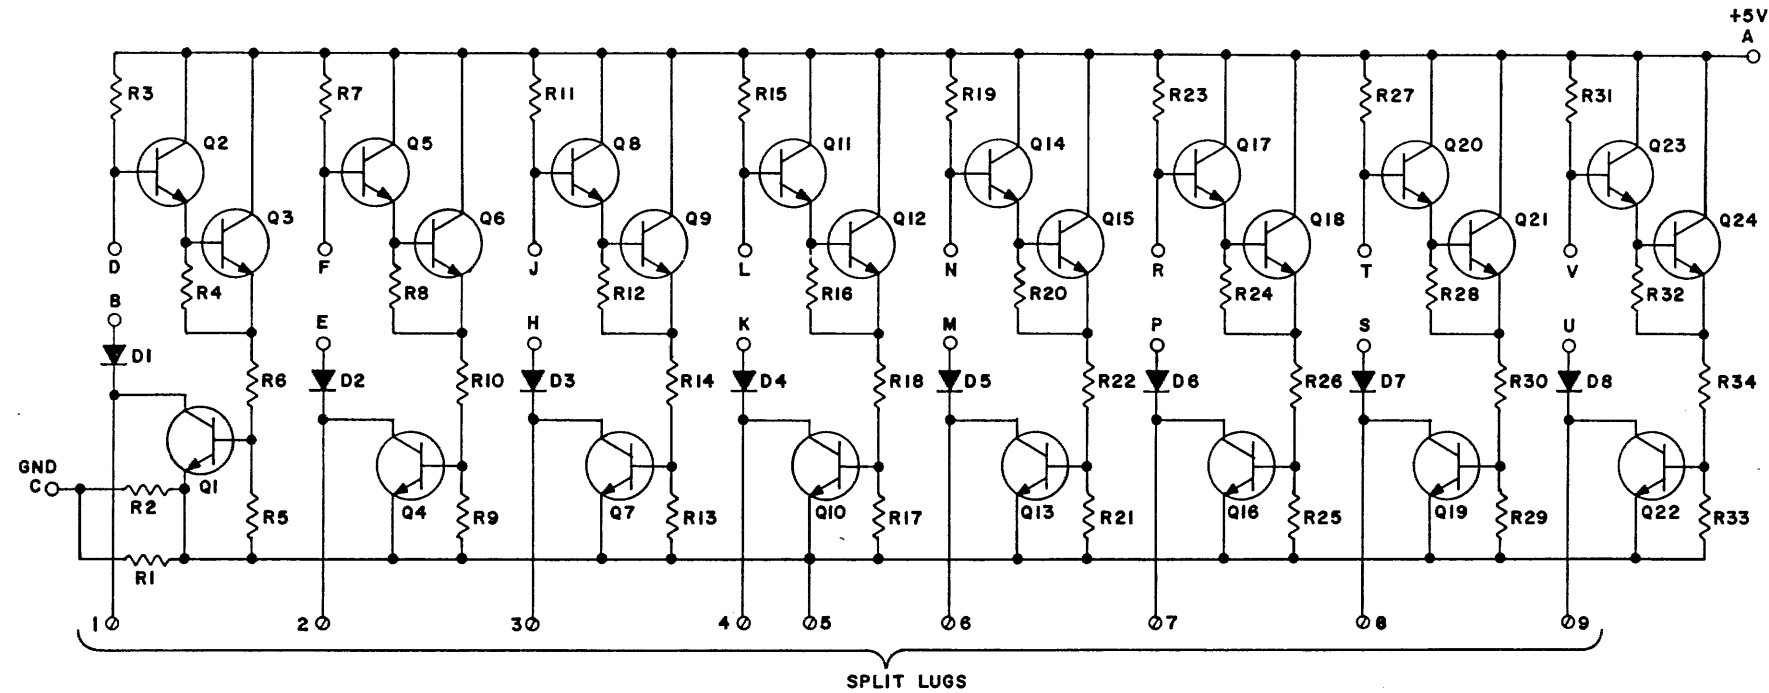 +5V
A
R3 R7 R11 R15 R19 R23 R27 R31
Q2 Q5 Q8 Q11 Q14 Q17 Q20 Q23
Q3 Q6 Q9 Q12 Q15 Q18 Q21 Q24
D F J L N R T V
R4 R8 R12 R16 R20 R24 R28 R32
B E H K M P S U
D1 D2 D3 D4 D5 D6 D7 D8
R6 R10 R14 R18 R22 R26 R30 R34
GND
C
Q1 Q4 Q7 Q10 Q13 Q16 Q19 Q22
R2 R5 R9 R13 R17 R21 R25 R29 R33
R1
1 2 3 4 5 6 7 8 9
SPLIT LUGS